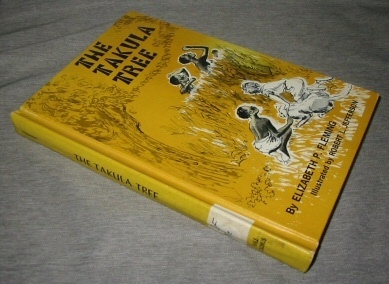 THE
TAKULA
TREE
By ELIZABETH P. FLEMING
Illustrated by ROBERT L. JEFFERSON
THE TAKULA TREE